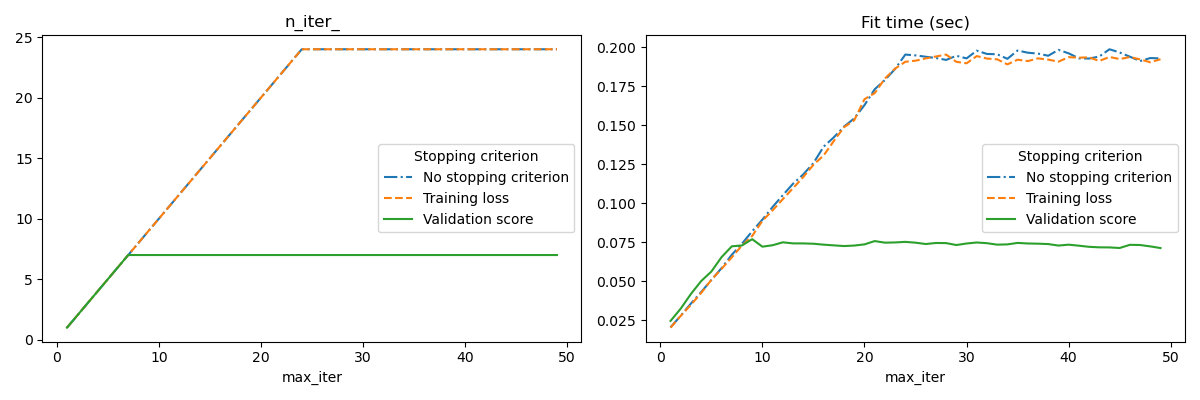 n_iter_
25
20
15
10
5
0
0
10
20
30
40
50
max_iter
Stopping criterion
No stopping criterion
Training loss
Validation score
Fit time (sec)
0.200
0.175
0.150
0.125
0.100
0.075
0.050
0.025
0
10
20
30
40
50
max_iter
Stopping criterion
No stopping criterion
Training loss
Validation score